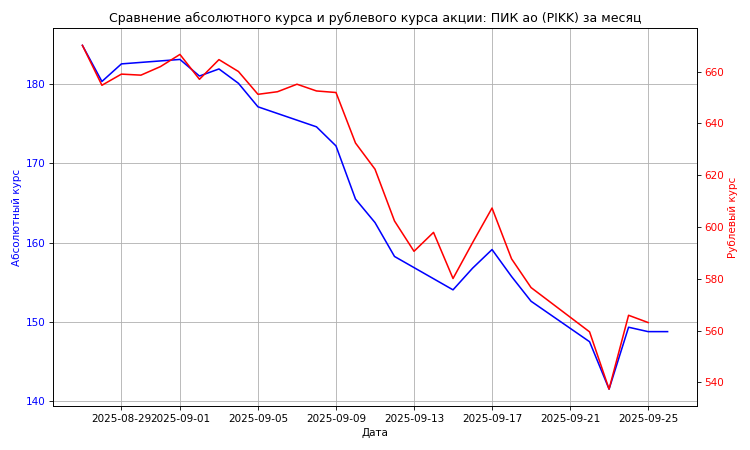 Сравнение абсолютного курса и рублевого курса акции: ПИК ао (PIKK) за месяц
180
170
160
150
140
Абсолютный курс
660
640
620
600
580
560
540
Рублевый курс
2025-08-29 2025-09-01 2025-09-05 2025-09-09 2025-09-13 2025-09-17 2025-09-21 2025-09-25
Дата